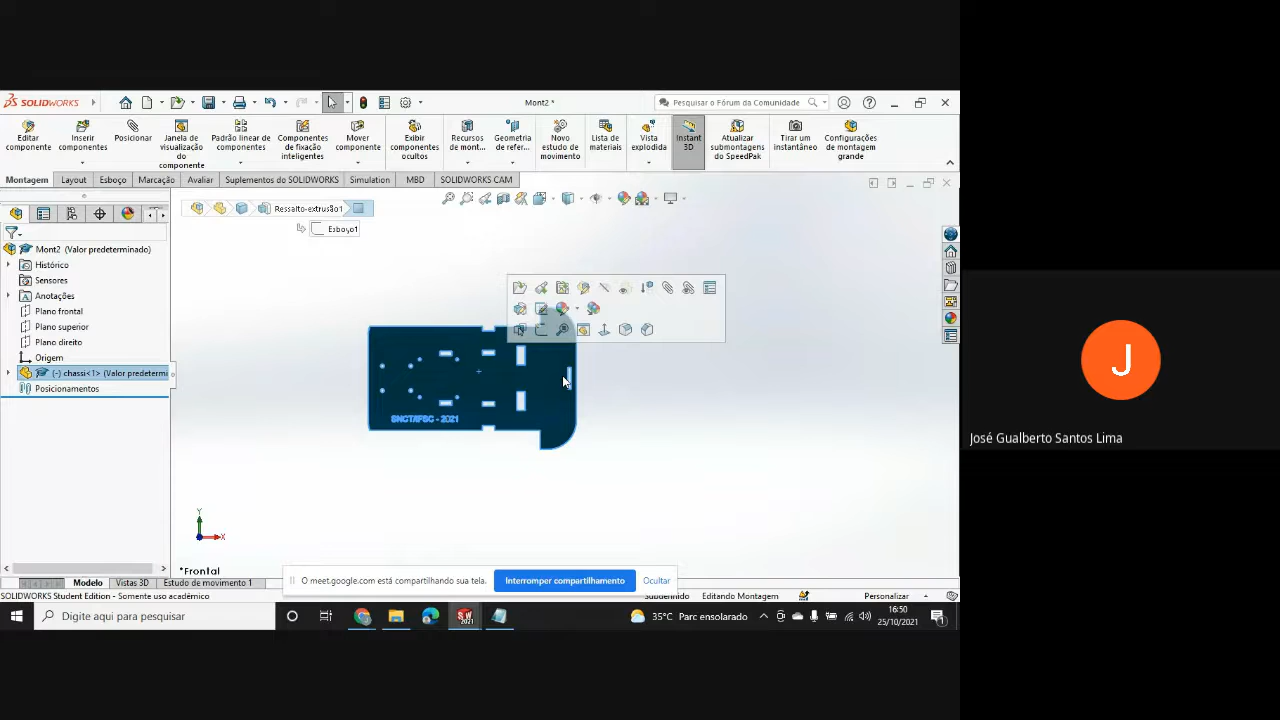 SOLIDWORKS
Mont2 *
Pesquisar o Fórum da Comunidade
Editar componente
Inserir componentes
Posicionar
Janela de visualização do componente
Padrão linear de componentes
Componentes de fixação inteligentes
Mover componente
Exibir componentes ocultos
Recursos de mont...
Geometria de refer...
Novo estudo de movimento
Lista de materiais
Vista explodida
Instant 3D
Atualizar submontagens do SpeedPak
Tirar um instantâneo
Configurações de montagem grande
Montagem
Layout
Esboço
Marcação
Avaliar
Suplementos do SOLIDWORKS
Simulation
MBD
SOLIDWORKS CAM
Ressalto-extrusão1
Esboço1
Mont2 (Valor predeterminado)
Histórico
Sensores
Anotações
Plano frontal
Plano superior
Plano direito
Origem
(-) chassi<1> (Valor predetermi
Posicionamentos
SNCT/IFSC - 2021
Y
X
*Frontal
José Gualberto Santos Lima
J
O meet.google.com está compartilhando sua tela.
Interromper compartilhamento
Ocultar
Modelo
Vistas 3D
Estudo de movimento 1
SOLIDWORKS Student Edition - Somente uso acadêmico
Editando Montagem
Personalizar
Digite aqui para pesquisar
35°C Parc ensolarado
16:50
25/10/2021